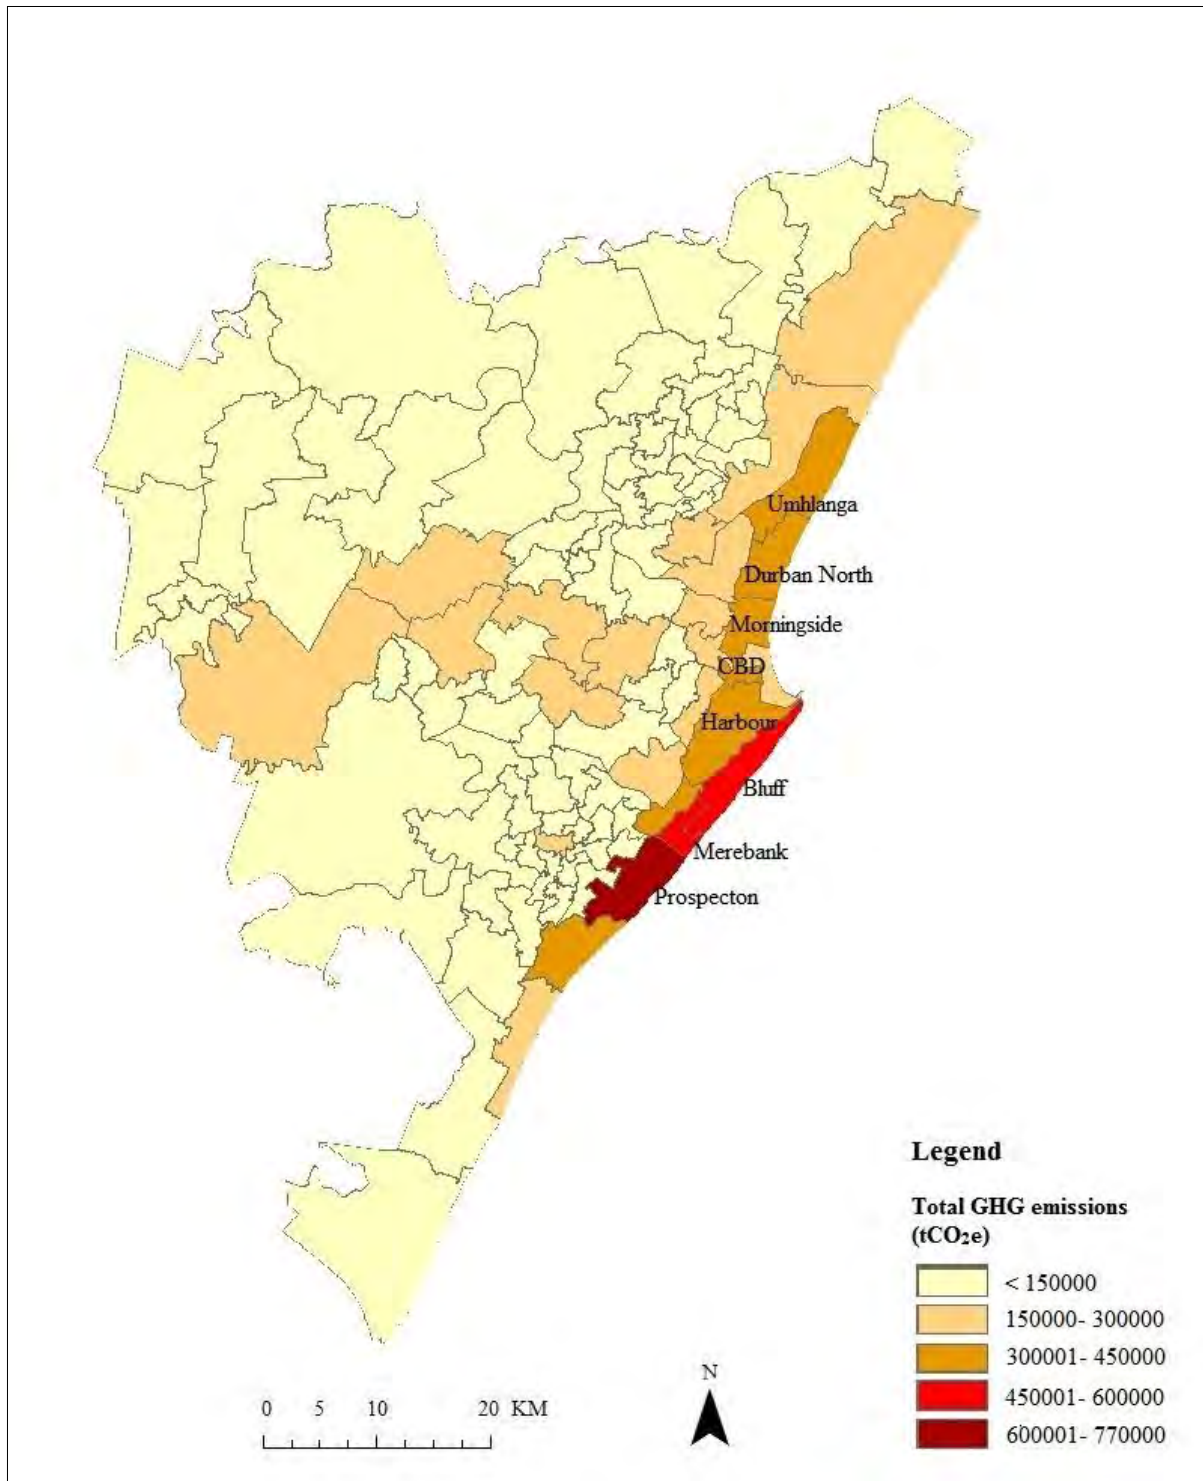 Umhlanga
Durban North
Morningside
CBD
Harbour
Bluff
Merebank
Prospecton
Legend
Total GHG emissions
(tCO₂e)
< 150000
150000- 300000
300001- 450000
450001- 600000
600001- 770000
N
0 5 10 20 KM